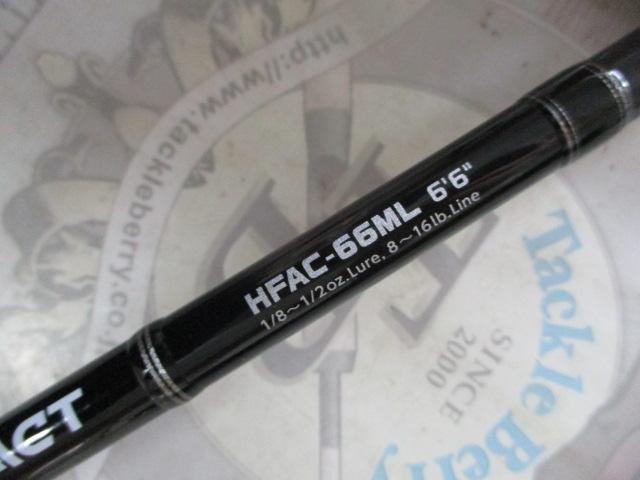 HFAC-66ML 6'6"
1/8~1/2oz.Lure, 8~16lb.Line
ACT
http://www.tackleberry.co.
Tackle Berry
SINCE
2000